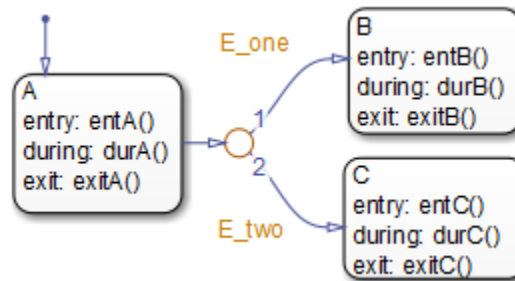 E_one
B
entry: entB()
during: durB()
exit: exitB()
A
entry: entA()
during: durA()
exit: exitA()
1
2
E_two
C
entry: entC()
during: durC()
exit: exitC()